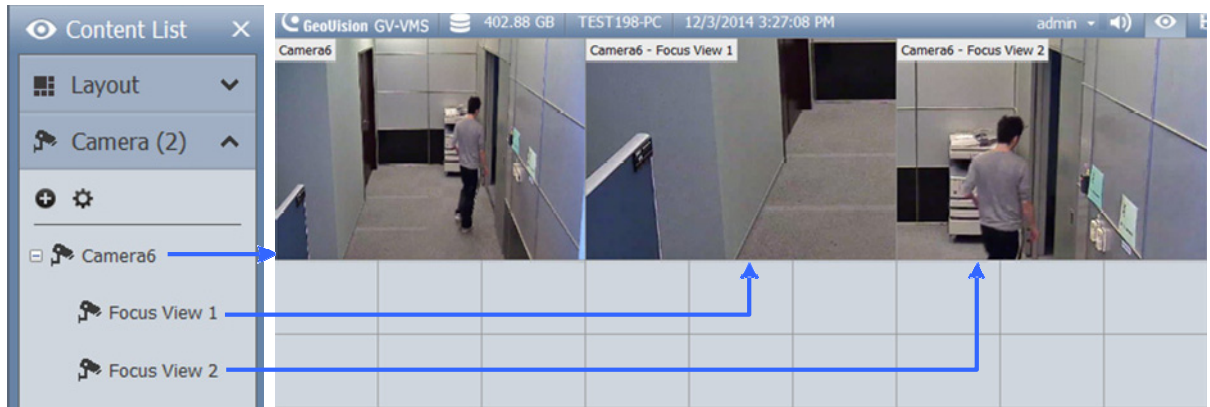 Content List
Layout
Camera (2)
Camera6
Focus View 1
Focus View 2
GeoVision GV-VMS 402.88 GB TEST198-PC 12/3/2014 3:27:08 PM admin
Camera6
Camera6 - Focus View 1
Camera6 - Focus View 2